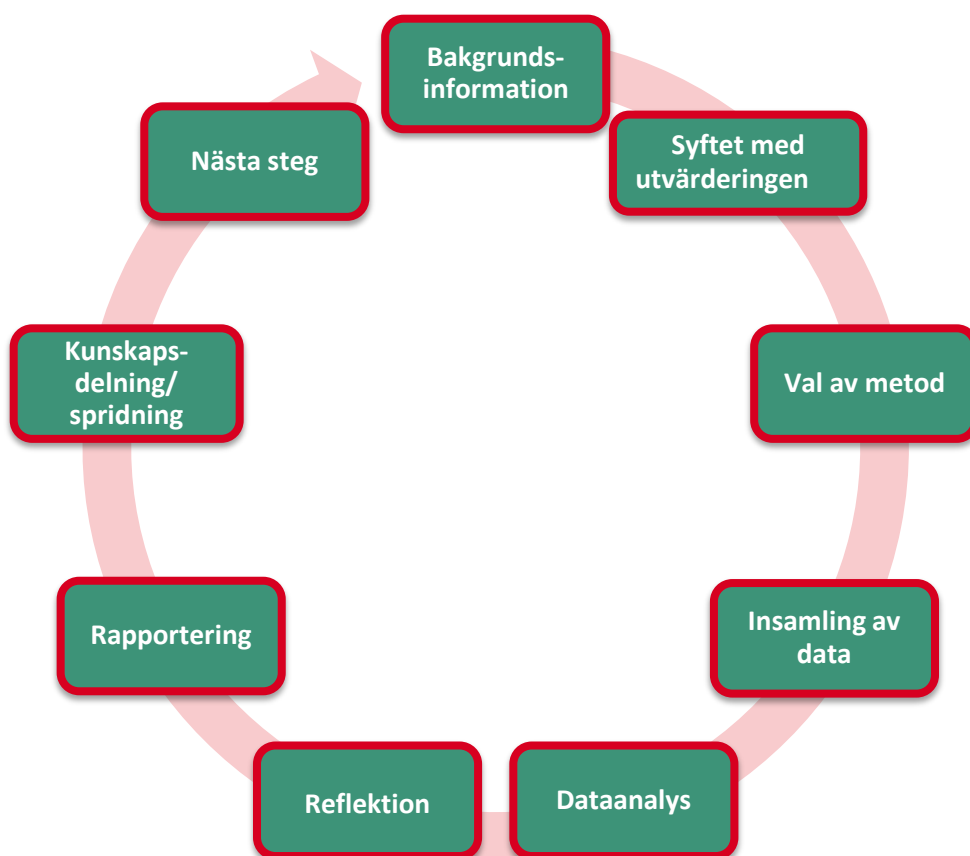 Bakgrunds-
information
Syftet med
utvärderingen
Val av metod
Insamling av
data
Dataanalys
Reflektion
Rapportering
Kunskaps-
delning/
spridning
Nästa steg